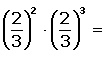 (2/3)² · (2/3)³ =